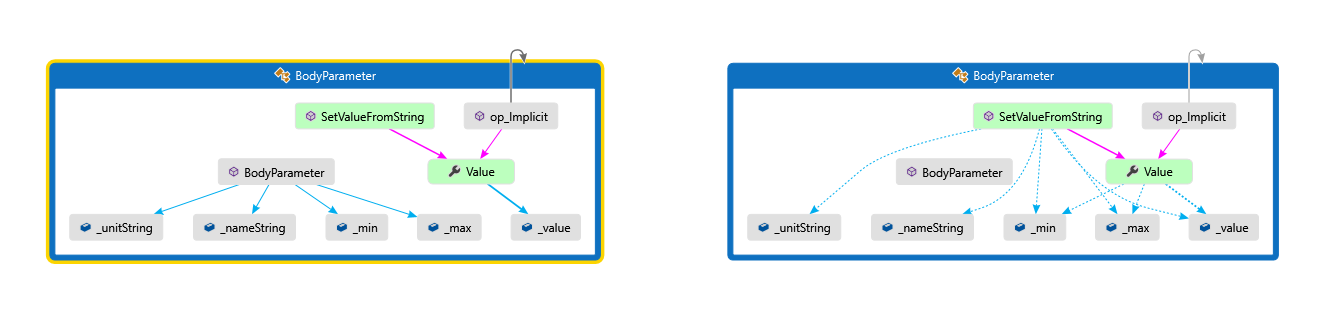 BodyParameter
SetValueFromString
op_Implicit
BodyParameter
Value
_unitString
_nameString
_min
_max
_value
BodyParameter
SetValueFromString
op_Implicit
BodyParameter
Value
_unitString
_nameString
_min
_max
_value